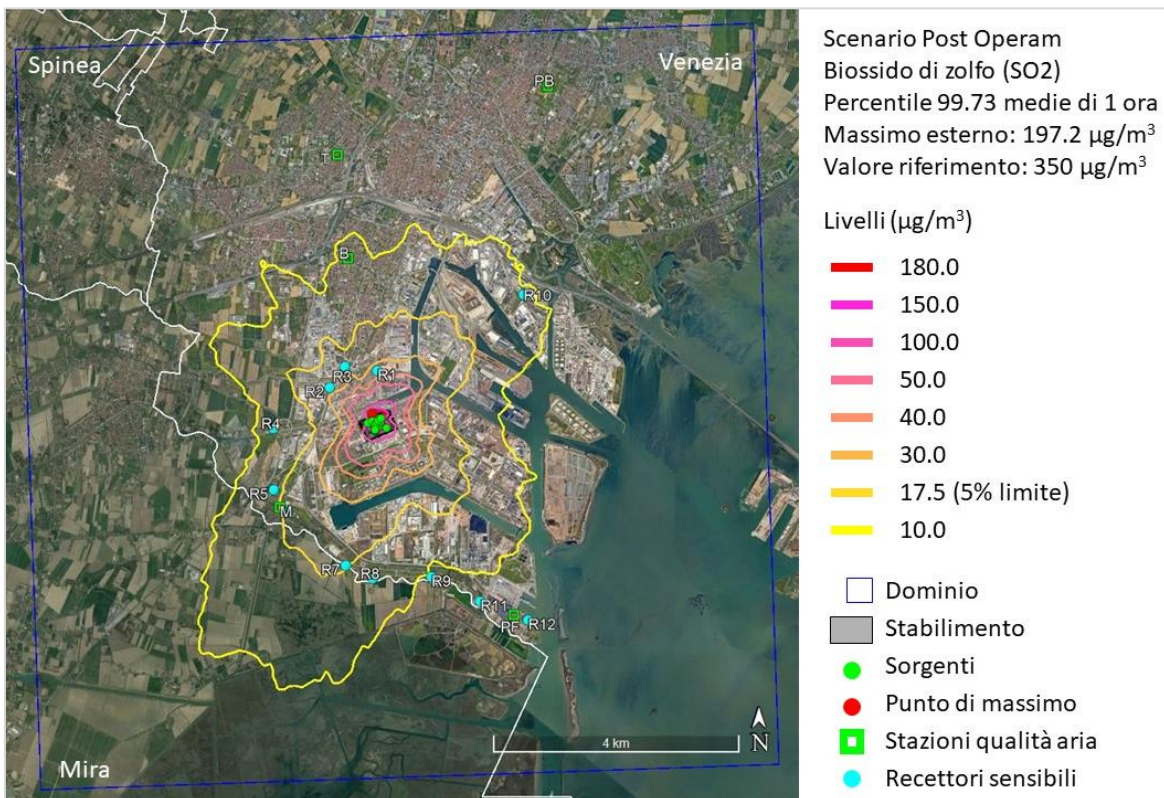 Spinea
Venezia
PB
T
B
R10
R3
R1
R2
R4
R5
M
R7
R8
R9
R11
PF
R12
Mira
4 km
N
Scenario Post Operam
Biossido di zolfo (SO2)
Percentile 99.73 medie di 1 ora
Massimo esterno: 197.2 µg/m³
Valore riferimento: 350 µg/m³
Livelli (µg/m³)
180.0
150.0
100.0
50.0
40.0
30.0
17.5 (5% limite)
10.0
Dominio
Stabilimento
Sorgenti
Punto di massimo
Stazioni qualità aria
Recettori sensibili